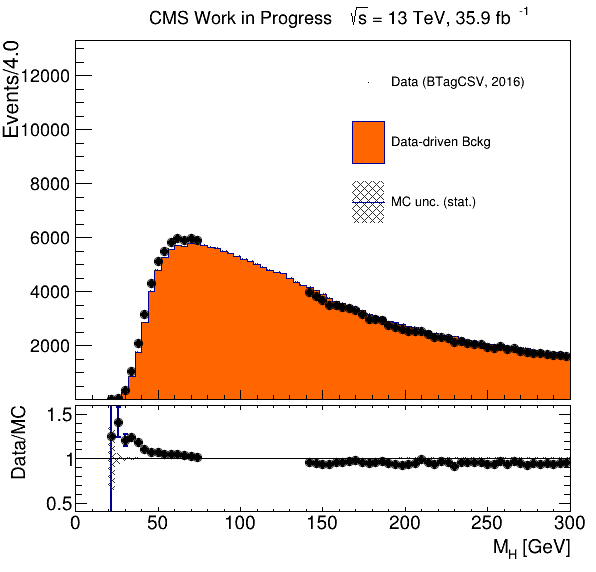 CMS Work in Progress √s = 13 TeV, 35.9 fb -1
Events/4.0
12000
10000
8000
6000
4000
2000
Data (BTagCSV, 2016)
Data-driven Bckg
MC unc. (stat.)
Data/MC
1.5
1
0.5
0 50 100 150 200 250 300
M_H [GeV]